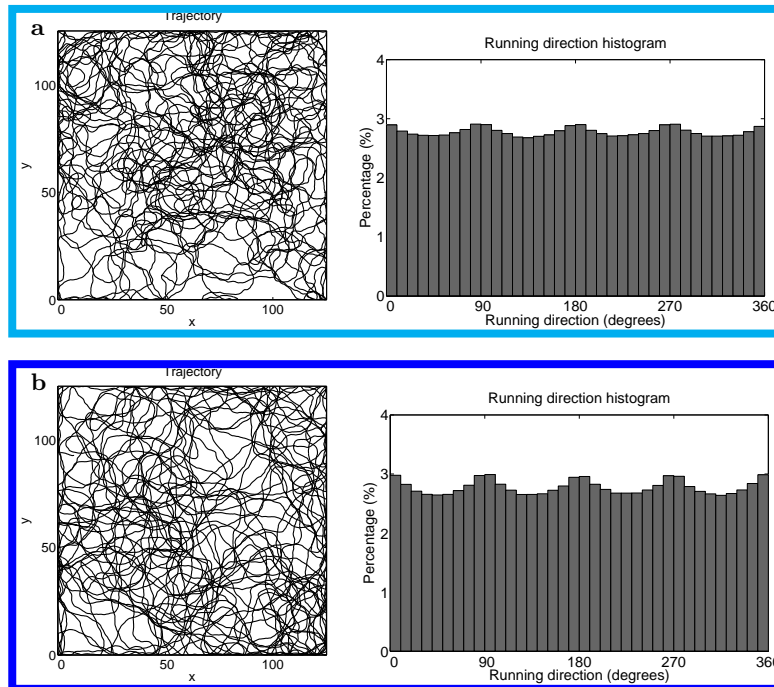 Trajectory
a
100
50
0
y
0 50 100
x
Running direction histogram
4
3
2
1
0
Percentage (%)
0 90 180 270 360
Running direction (degrees)
Trajectory
b
100
50
0
y
0 50 100
x
Running direction histogram
4
3
2
1
0
Percentage (%)
0 90 180 270 360
Running direction (degrees)